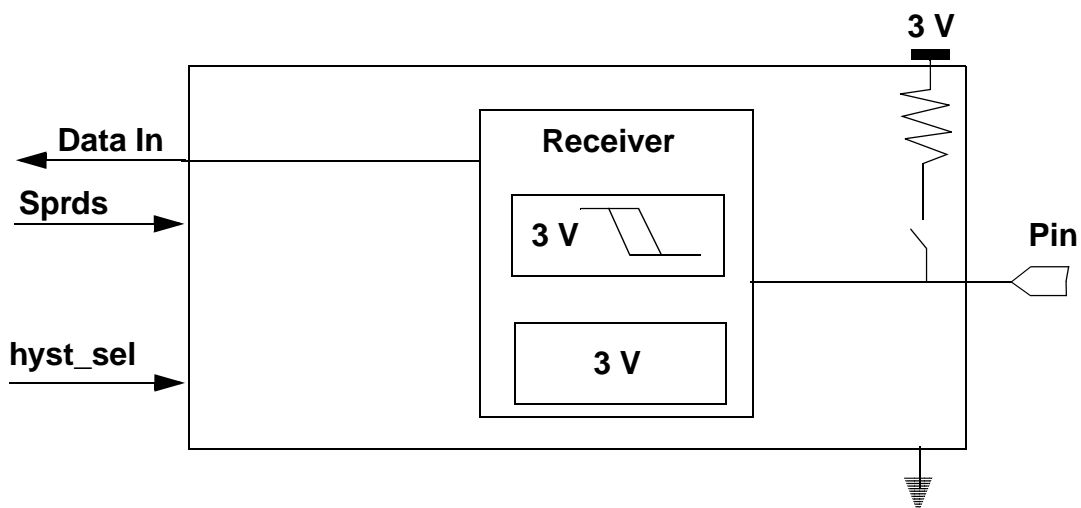 3 V
Data In
Receiver
Sprds
3 V
Pin
hyst_sel
3 V